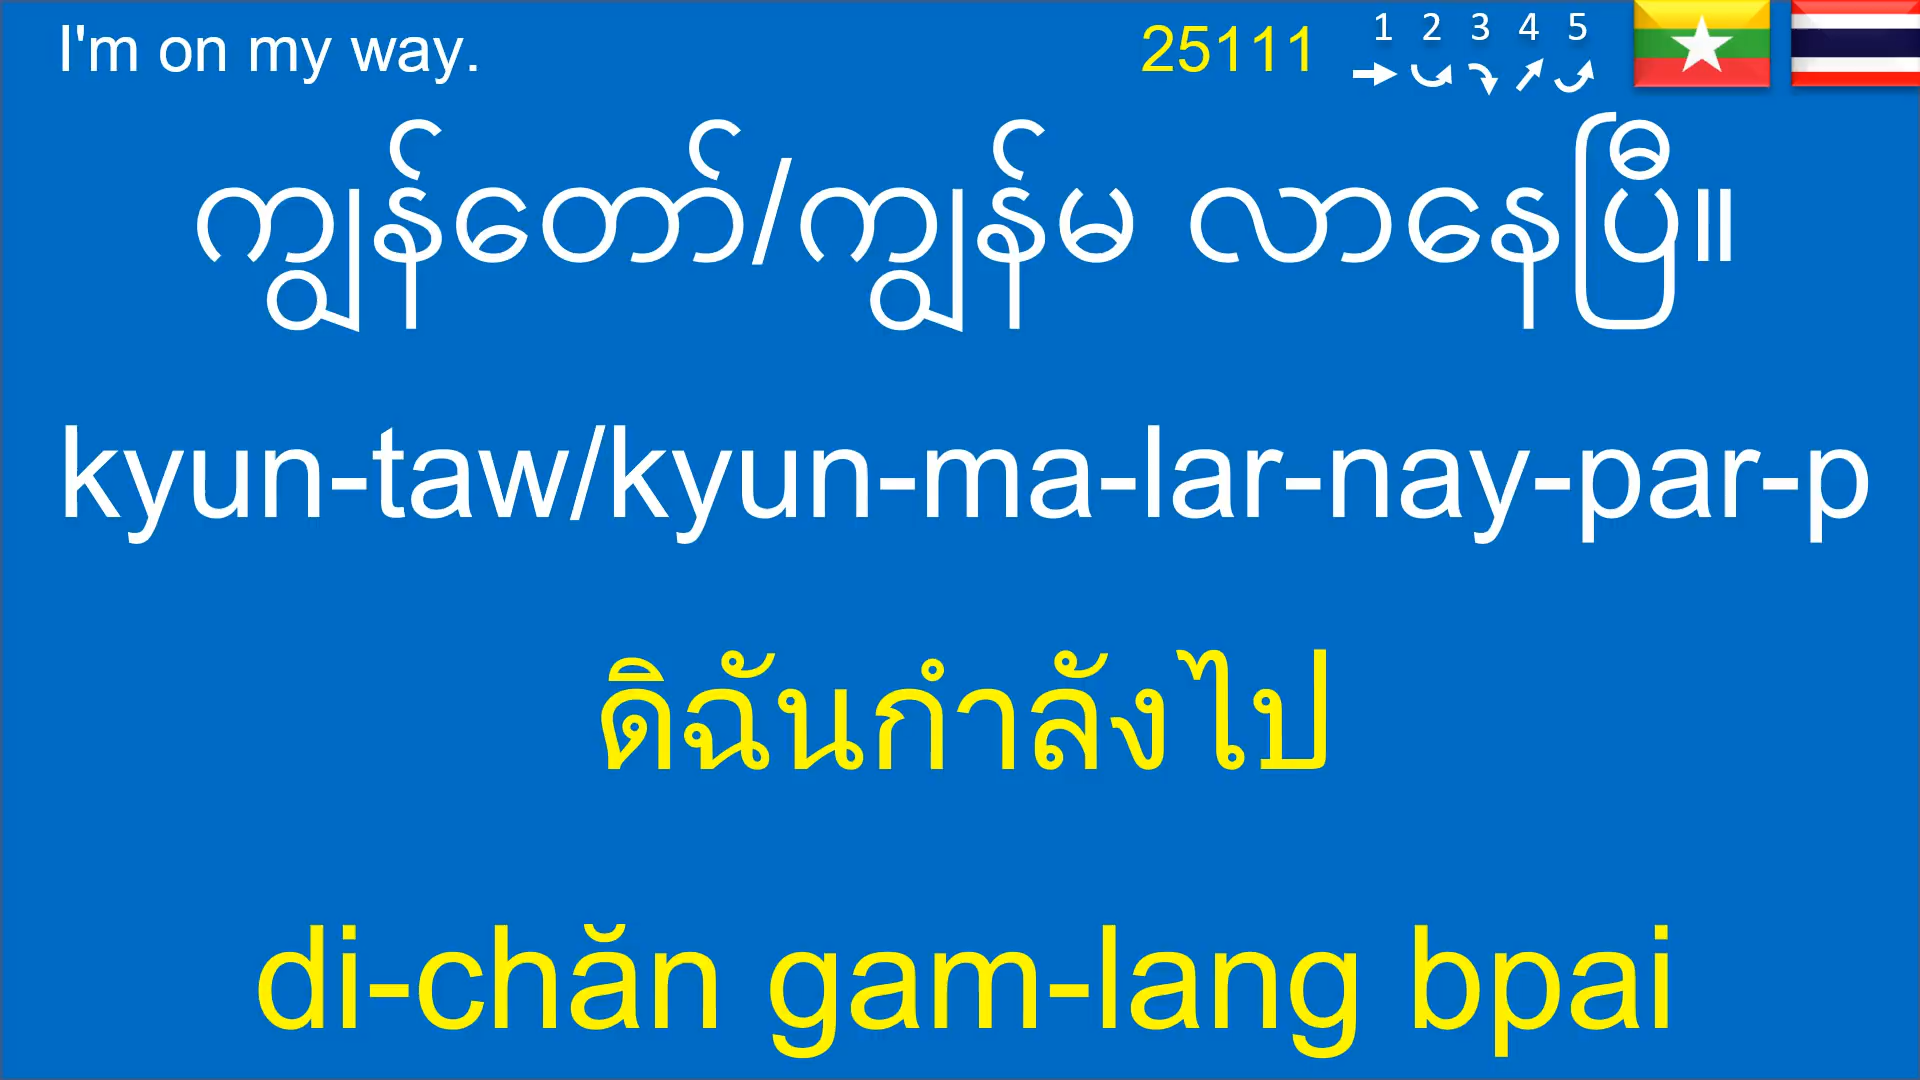 I'm on my way.
25111
1 2 3 4 5
ကျွန်တော်/ကျွန်မ လာနေပြီ။
kyun-taw/kyun-ma-lar-nay-par-p
ดิฉันกำลังไป
di-chăn gam-lang bpai